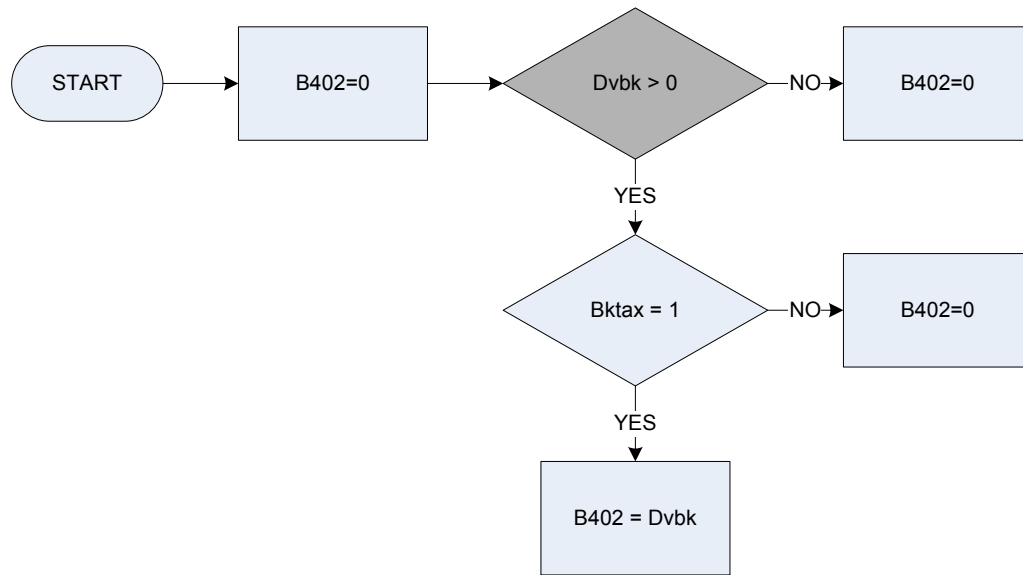 START
B402=0
Dvbk > 0
NO
B402=0
YES
Bktax = 1
NO
B402=0
YES
B402 = Dvbk